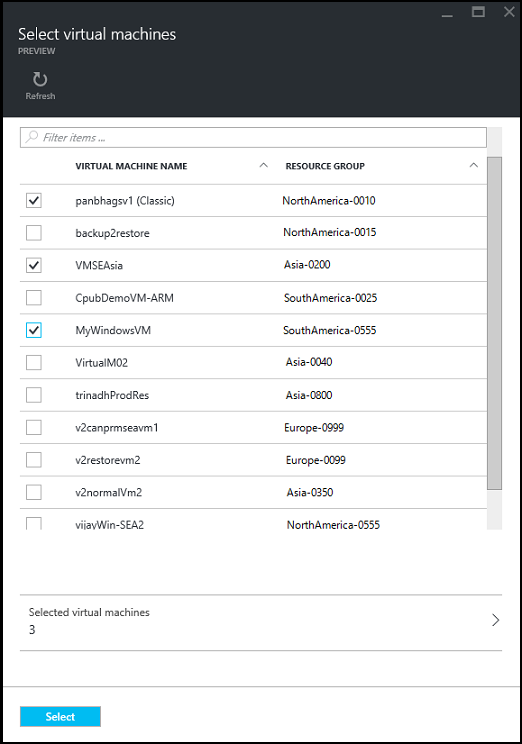 Select virtual machines
PREVIEW
Refresh
Filter items ...
VIRTUAL MACHINE NAME RESOURCE GROUP
panbhagsv1 (Classic) NorthAmerica-0010
backup2restore NorthAmerica-0015
VMSEAsia Asia-0200
CpubDemoVM-ARM SouthAmerica-0025
MyWindowsVM SouthAmerica-0555
VirtualM02 Asia-0040
trinadhProdRes Asia-0800
v2canprmseavm1 Europe-0999
v2restorevm2 Europe-0099
v2normalVm2 Asia-0350
vijayWin-SEA2 NorthAmerica-0555
Selected virtual machines
3
Select